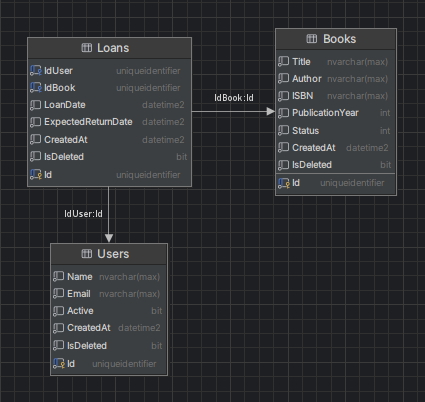 Loans
IdUser uniqueidentifier
IdBook uniqueidentifier
LoanDate datetime2
ExpectedReturnDate datetime2
CreatedAt datetime2
IsDeleted bit
Id uniqueidentifier
IdBook:Id
Books
Title nvarchar(max)
Author nvarchar(max)
ISBN nvarchar(max)
PublicationYear int
Status int
CreatedAt datetime2
IsDeleted bit
Id uniqueidentifier
IdUser:Id
Users
Name nvarchar(max)
Email nvarchar(max)
Active bit
CreatedAt datetime2
IsDeleted bit
Id uniqueidentifier